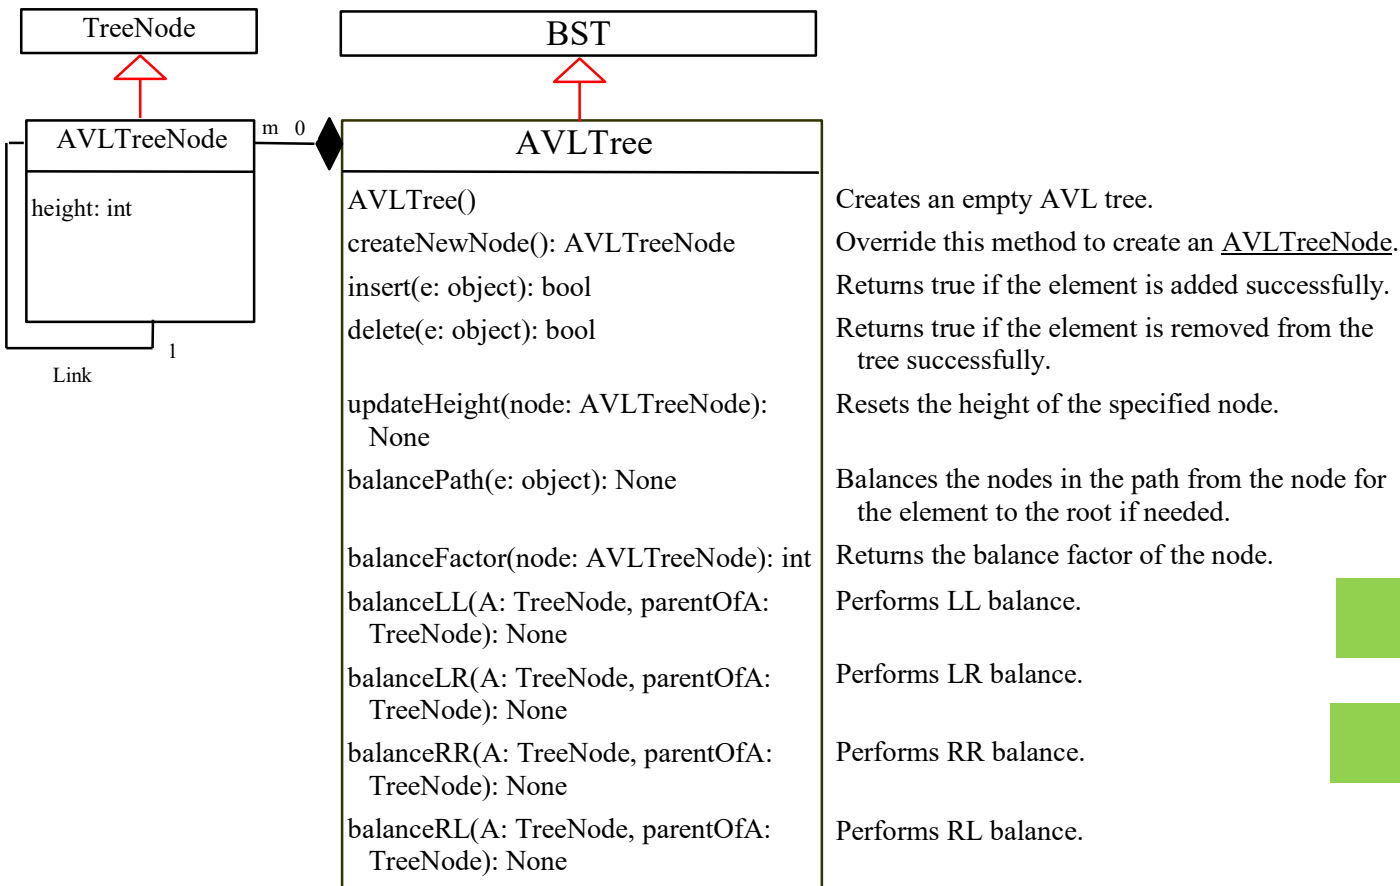 TreeNode
BST
AVLTreeNode
m 0
AVLTree
height: int
1
Link
AVLTree()
Creates an empty AVL tree.
createNewNode(): AVLTreeNode
Override this method to create an AVLTreeNode.
insert(e: object): bool
Returns true if the element is added successfully.
delete(e: object): bool
Returns true if the element is removed from the
tree successfully.
updateHeight(node: AVLTreeNode):
None
Resets the height of the specified node.
balancePath(e: object): None
Balances the nodes in the path from the node for
the element to the root if needed.
balanceFactor(node: AVLTreeNode): int
Returns the balance factor of the node.
balanceLL(A: TreeNode, parentOfA:
TreeNode): None
Performs LL balance.
balanceLR(A: TreeNode, parentOfA:
TreeNode): None
Performs LR balance.
balanceRR(A: TreeNode, parentOfA:
TreeNode): None
Performs RR balance.
balanceRL(A: TreeNode, parentOfA:
TreeNode): None
Performs RL balance.